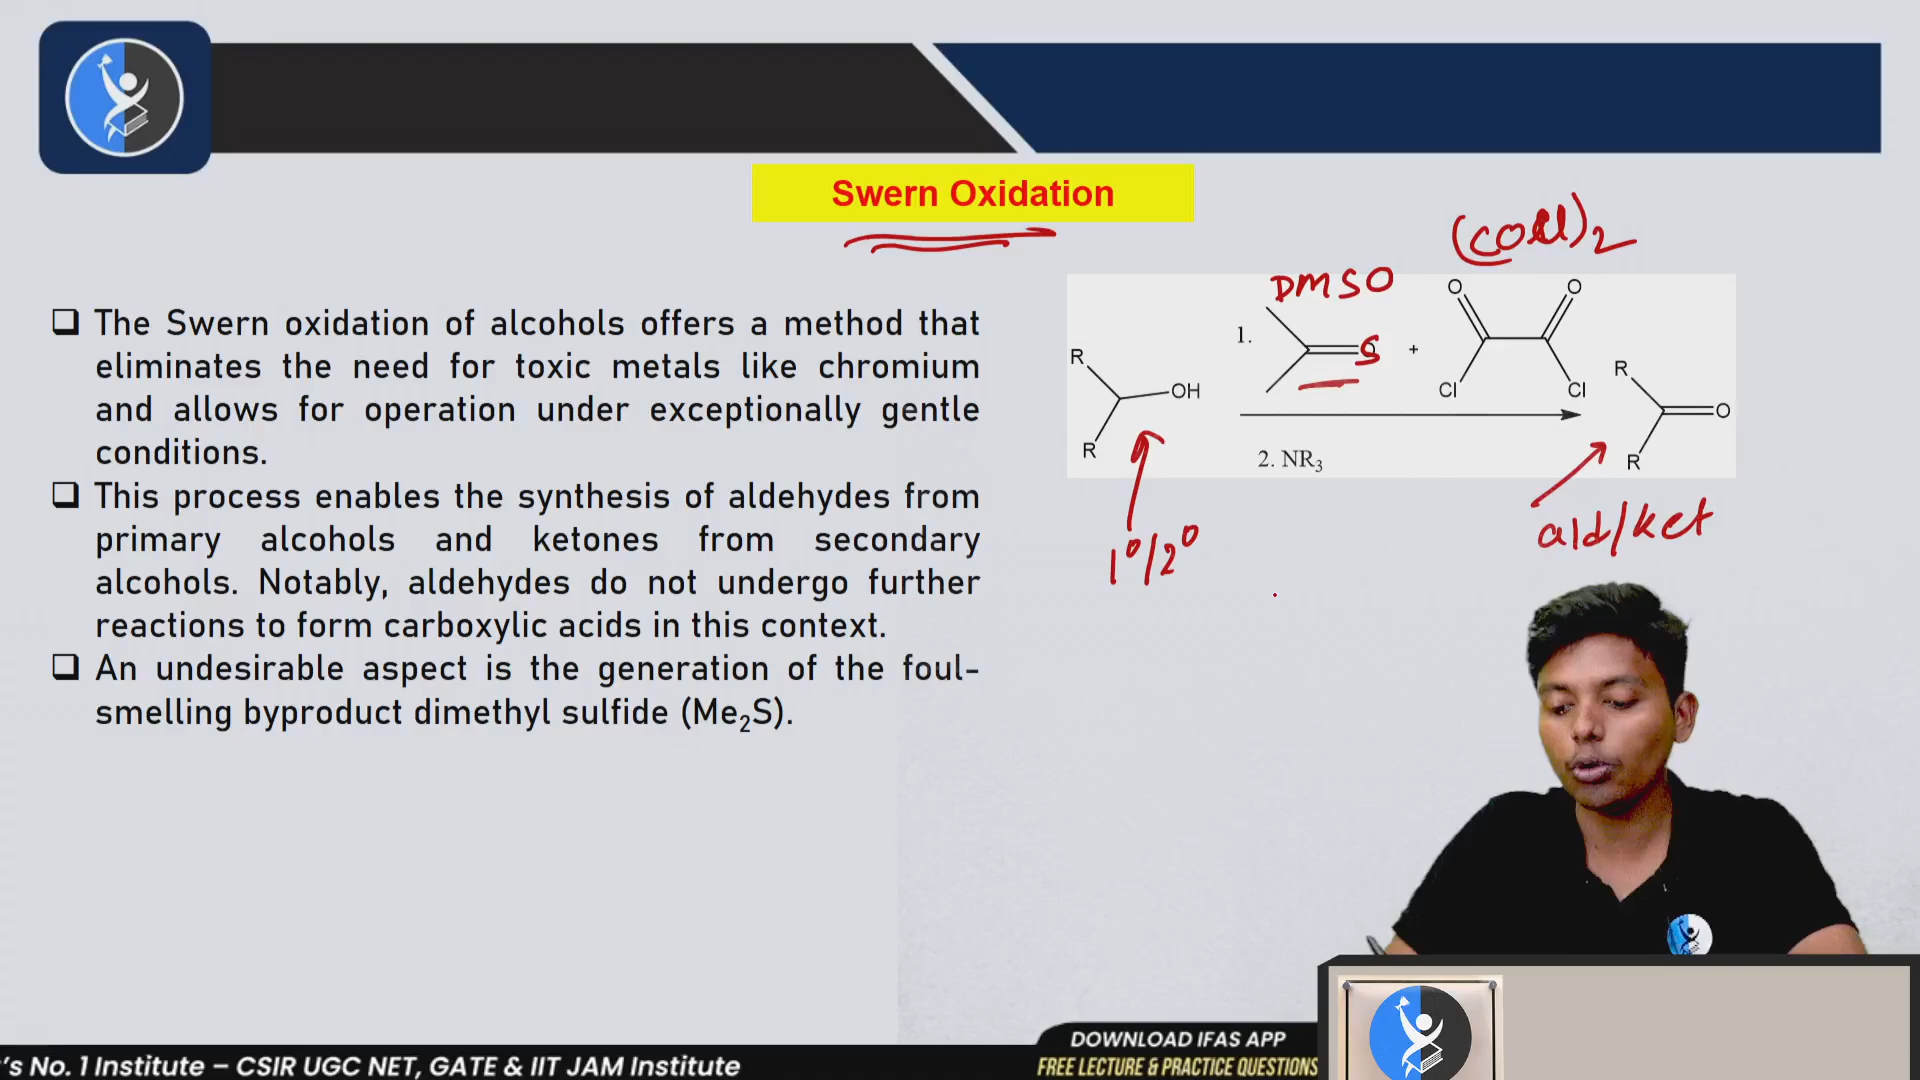 Swern Oxidation
(COCl)2
DMSO
❑ The Swern oxidation of alcohols offers a method that
eliminates the need for toxic metals like chromium
and allows for operation under exceptionally gentle
conditions.
❑ This process enables the synthesis of aldehydes from
primary alcohols and ketones from secondary
alcohols. Notably, aldehydes do not undergo further
reactions to form carboxylic acids in this context.
❑ An undesirable aspect is the generation of the foul-
smelling byproduct dimethyl sulfide (Me₂S).
O O
R OH R
1. S + Cl Cl
2. NR₃
R O R
1°/2°
ald/ket
DOWNLOAD IFAS APP
FREE LECTURE & PRACTICE QUESTIONS
's No. 1 Institute – CSIR UGC NET, GATE & IIT JAM Institute